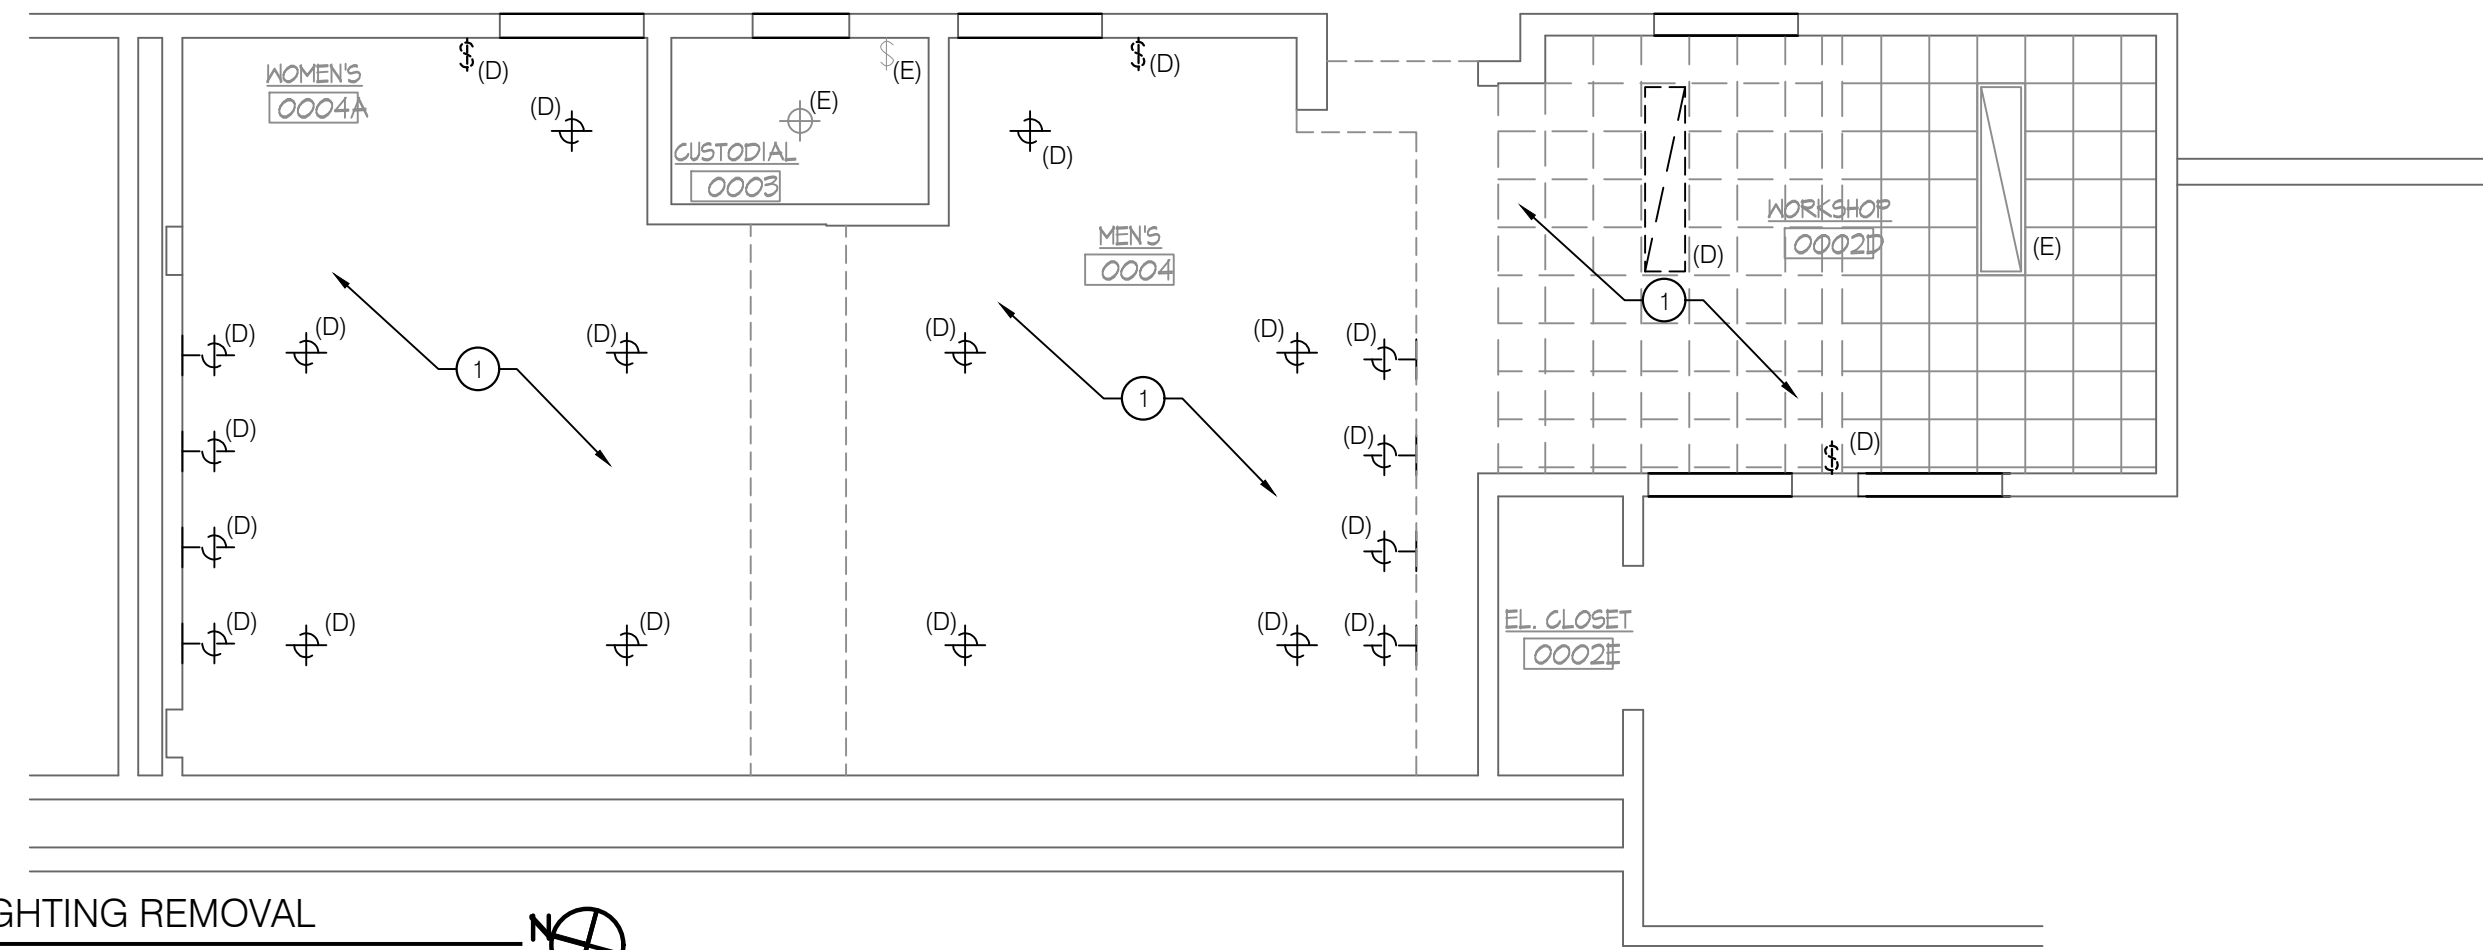 WOMEN'S
0004A
$ (D)
(D)
$ (E)
(E)
CUSTODIAL
0003
$ (D)
(D)
MEN'S
0004
WORKSHOP
0002D
(D)
(E)
1
(D)
(D)
(D)
(D)
(D)
(D)
1
1
(D)
(D)
$ (D)
(D)
(D)
EL. CLOSET
0002E
(D)
(D)
(D)
(D)
(D)
(D)
GHTING REMOVAL
N